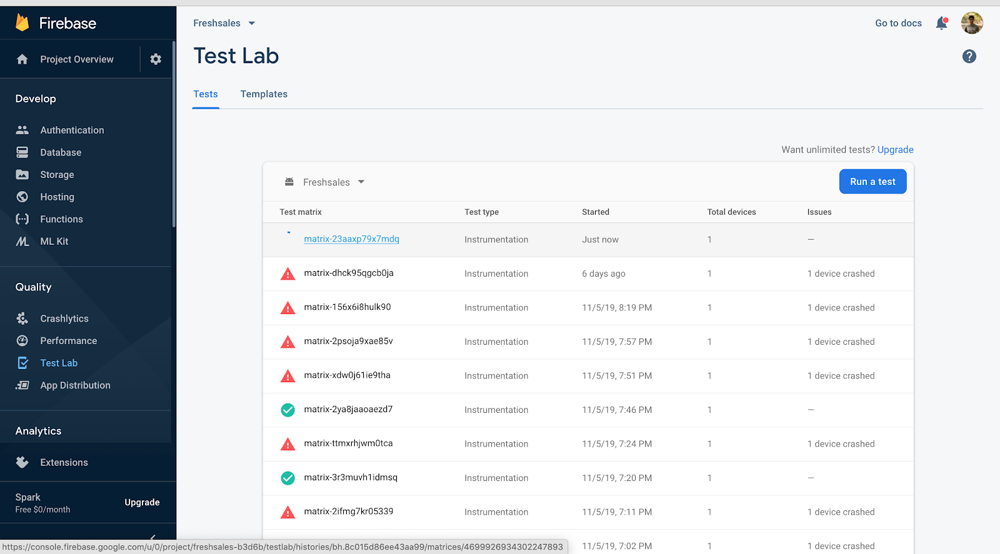 Firebase
Freshsales
Go to docs
Project Overview
Test Lab
?
Tests
Templates
Develop
Authentication
Database
Storage
Hosting
Functions
ML Kit
Quality
Crashlytics
Performance
Test Lab
App Distribution
Analytics
Extensions
Spark
Free $0/month
Upgrade
Want unlimited tests? Upgrade
Freshsales
Run a test
Test matrix Test type Started Total devices Issues
matrix-23aaxp79x7mdq Instrumentation Just now 1 —
matrix-dhck95qgcb0ja Instrumentation 6 days ago 1 1 device crashed
matrix-156x6i8hulk90 Instrumentation 11/5/19, 8:19 PM 1 1 device crashed
matrix-2psoja9xae85v Instrumentation 11/5/19, 7:57 PM 1 1 device crashed
matrix-xdw0j61ie9tha Instrumentation 11/5/19, 7:51 PM 1 1 device crashed
matrix-2ya8jaaoaezd7 Instrumentation 11/5/19, 7:46 PM 1 —
matrix-ttmxrhjwm0tca Instrumentation 11/5/19, 7:24 PM 1 1 device crashed
matrix-3r3muvh1idmsq Instrumentation 11/5/19, 7:20 PM 1 —
matrix-2ifmg7kr05339 Instrumentation 11/5/19, 7:11 PM 1 1 device crashed
11/5/19, 7:02 PM 1 1 device crashed
https://console.firebase.google.com/u/0/project/freshsales-b3d6b/testlab/histories/bh.8c015d86ee43aa99/matrices/4699926934302247893